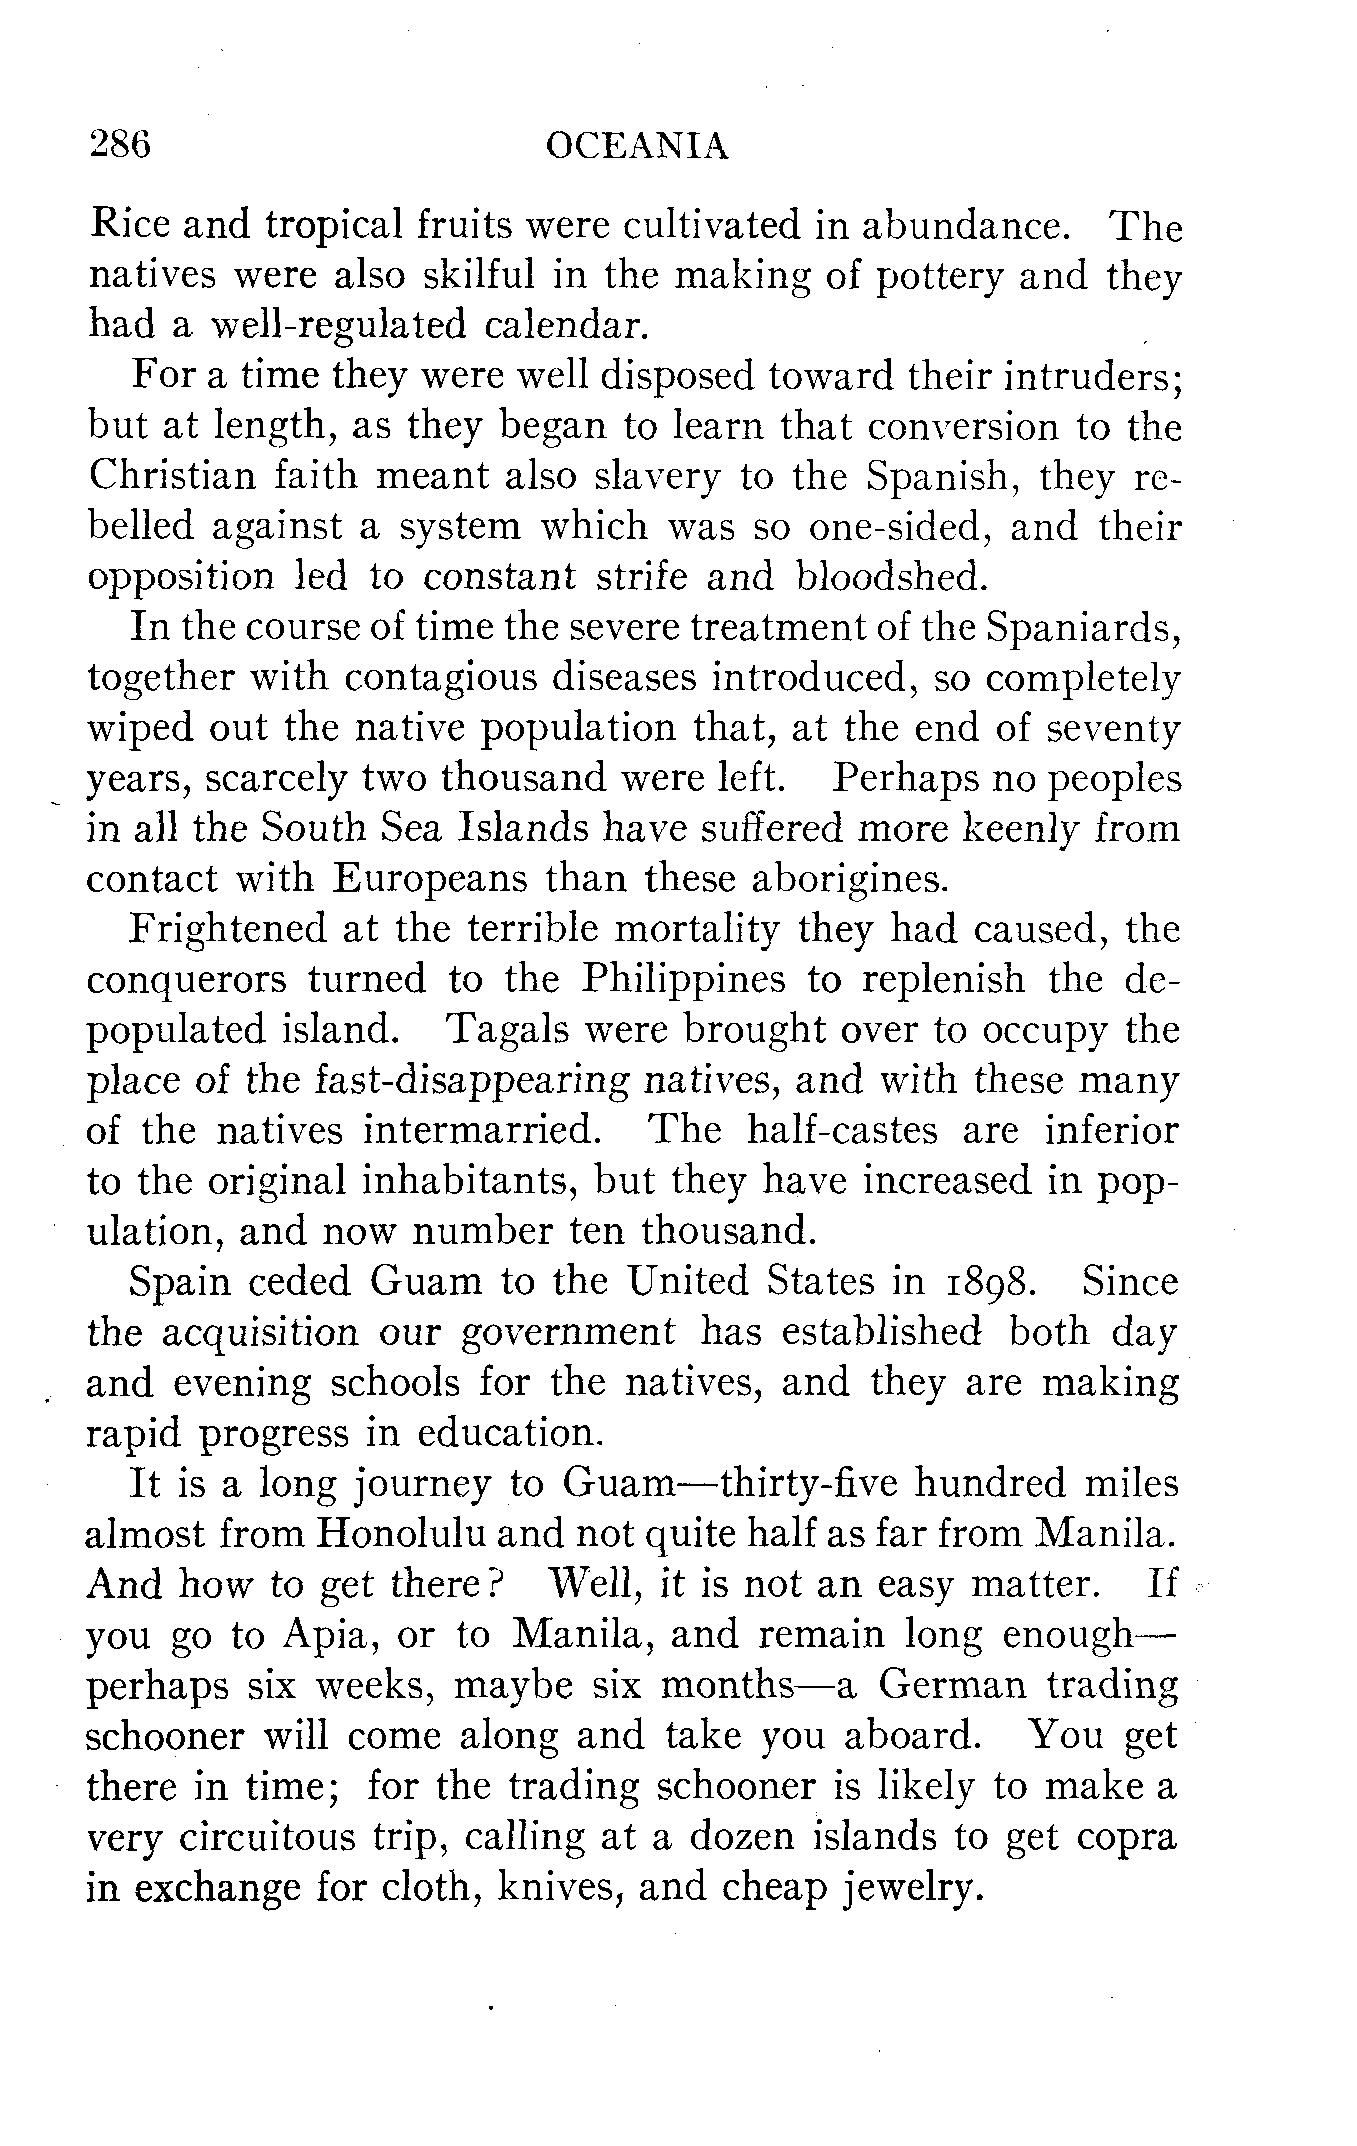 286 OCEANIA
Rice and tropical fruits were cultivated in abundance. The
natives were also skilful in the making of pottery and they
had a well-regulated calendar.
For a time they were well disposed toward their intruders;
but at length, as they began to learn that conversion to the
Christian faith meant also slavery to the Spanish, they re-
belled against a system which was so one-sided, and their
opposition led to constant strife and bloodshed.
In the course of time the severe treatment of the Spaniards,
together with contagious diseases introduced, so completely
wiped out the native population that, at the end of seventy
years, scarcely two thousand were left. Perhaps no peoples
in all the South Sea Islands have suffered more keenly from
contact with Europeans than these aborigines.
Frightened at the terrible mortality they had caused, the
conquerors turned to the Philippines to replenish the de-
populated island. Tagals were brought over to occupy the
place of the fast-disappearing natives, and with these many
of the natives intermarried. The half-castes are inferior
to the original inhabitants, but they have increased in pop-
ulation, and now number ten thousand.
Spain ceded Guam to the United States in 1898. Since
the acquisition our government has established both day
and evening schools for the natives, and they are making
rapid progress in education.
It is a long journey to Guam—thirty-five hundred miles
almost from Honolulu and not quite half as far from Manila.
And how to get there? Well, it is not an easy matter. If
you go to Apia, or to Manila, and remain long enough—
perhaps six weeks, maybe six months—a German trading
schooner will come along and take you aboard. You get
there in time; for the trading schooner is likely to make a
very circuitous trip, calling at a dozen islands to get copra
in exchange for cloth, knives, and cheap jewelry.